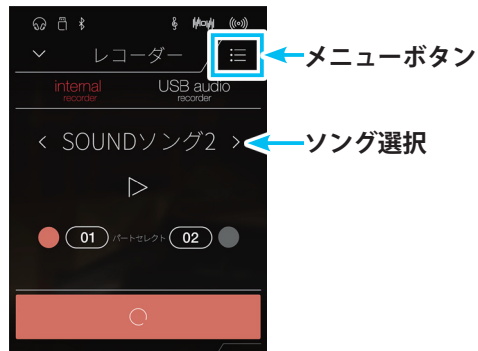 レコーダー
メニューボタン
internal
recorder
USB audio
recorder
< SOUNDソング2 >
ソング選択
01 パートセレクト 02